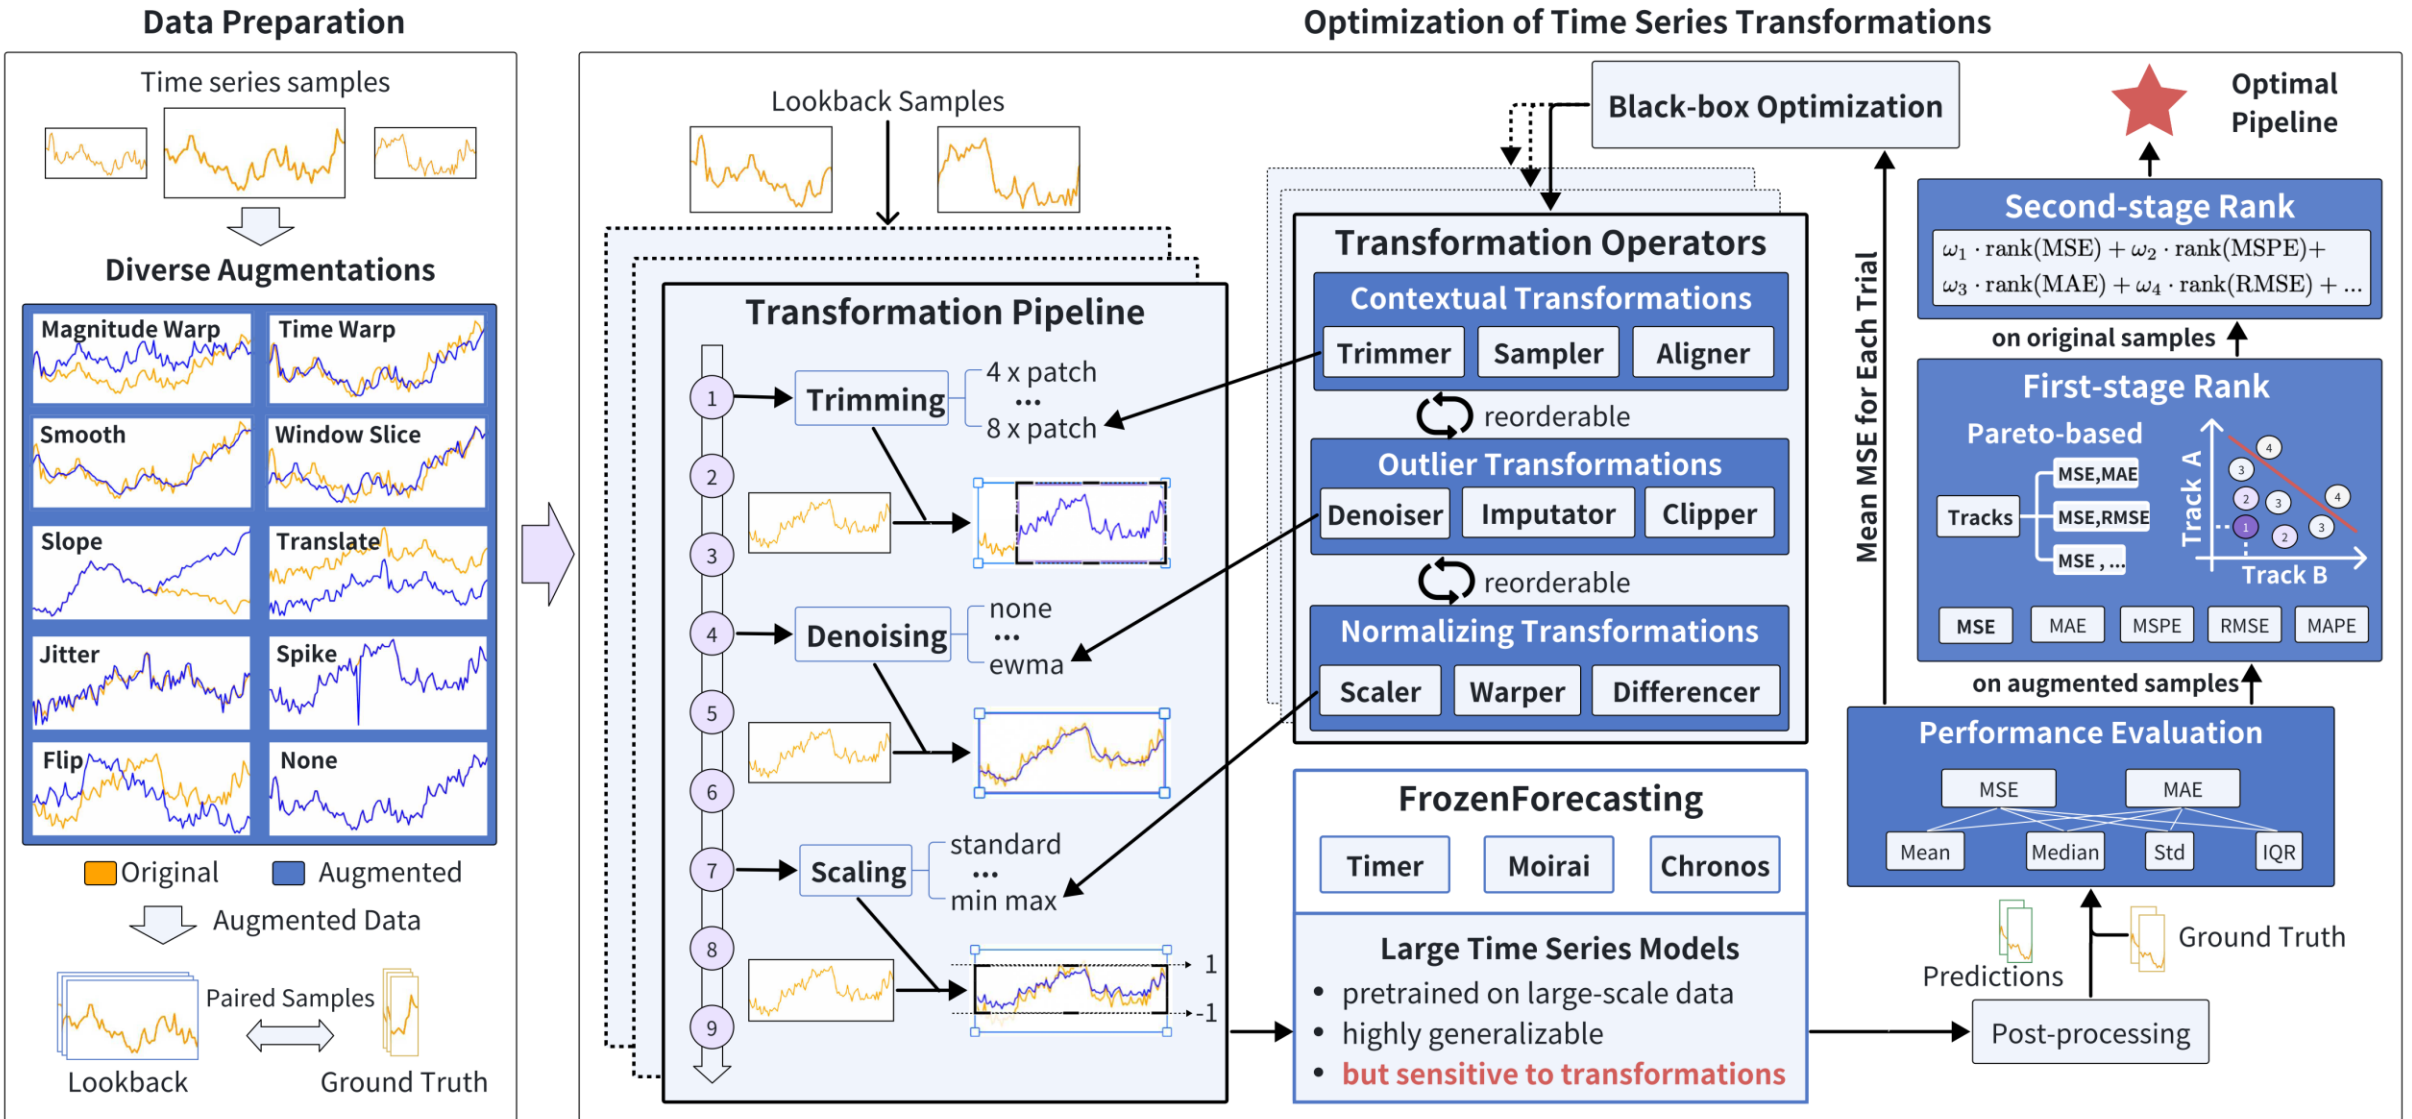 Data Preparation
Time series samples
Diverse Augmentations
Magnitude Warp
Time Warp
Smooth
Window Slice
Slope
Translate
Jitter
Spike
Flip
None
Original
Augmented
Augmented Data
Paired Samples
Lookback
Ground Truth
Optimization of Time Series Transformations
Lookback Samples
Transformation Pipeline
1
Trimming
4 x patch
...
8 x patch
2
3
4
Denoising
none
...
ewma
5
6
7
Scaling
standard
...
min max
8
1
-1
9
Black-box Optimization
Transformation Operators
Contextual Transformations
Trimmer
Sampler
Aligner
reorderable
Outlier Transformations
Denoiser
Imputator
Clipper
reorderable
Normalizing Transformations
Scaler
Warper
Differencer
FrozenForecasting
Timer
Moirai
Chronos
Large Time Series Models
• pretrained on large-scale data
• highly generalizable
• but sensitive to transformations
Mean MSE for Each Trial
Optimal
Pipeline
Second-stage Rank
ω₁ · rank(MSE) + ω₂ · rank(MSPE)+
ω₃ · rank(MAE) + ω₄ · rank(RMSE) + ...
on original samples
First-stage Rank
Pareto-based
Tracks
MSE,MAE
MSE,RMSE
MSE , ...
Track A
4
3
2
3
4
1
2
3
Track B
MSE
MAE
MSPE
RMSE
MAPE
on augmented samples
Performance Evaluation
MSE
MAE
Mean
Median
Std
IQR
Predictions
Ground Truth
Post-processing